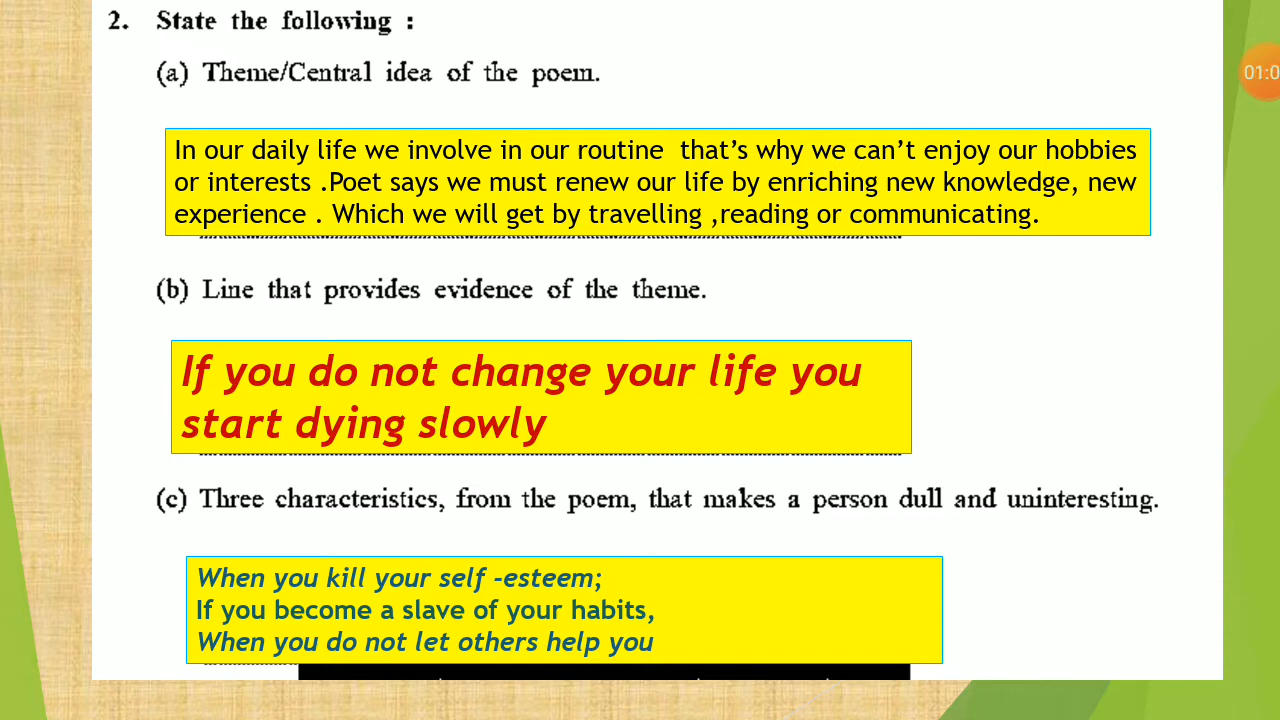 2. State the following :
(a) Theme/Central idea of the poem.
In our daily life we involve in our routine that's why we can't enjoy our hobbies
or interests .Poet says we must renew our life by enriching new knowledge, new
experience . Which we will get by travelling ,reading or communicating.
(b) Line that provides evidence of the theme.
If you do not change your life you
start dying slowly
(c) Three characteristics, from the poem, that makes a person dull and uninteresting.
When you kill your self -esteem;
If you become a slave of your habits,
When you do not let others help you
01:0